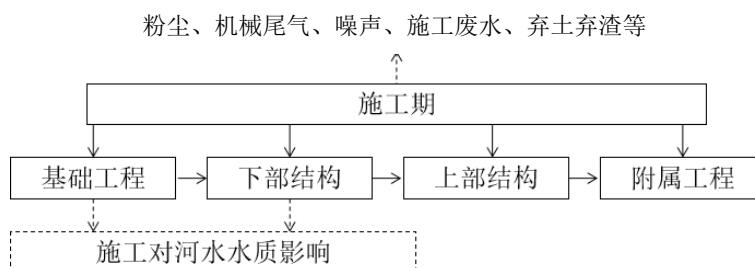 粉尘、机械尾气、噪声、施工废水、弃土弃渣等
施工期
基础工程
下部结构
上部结构
附属工程
施工对河水水质影响